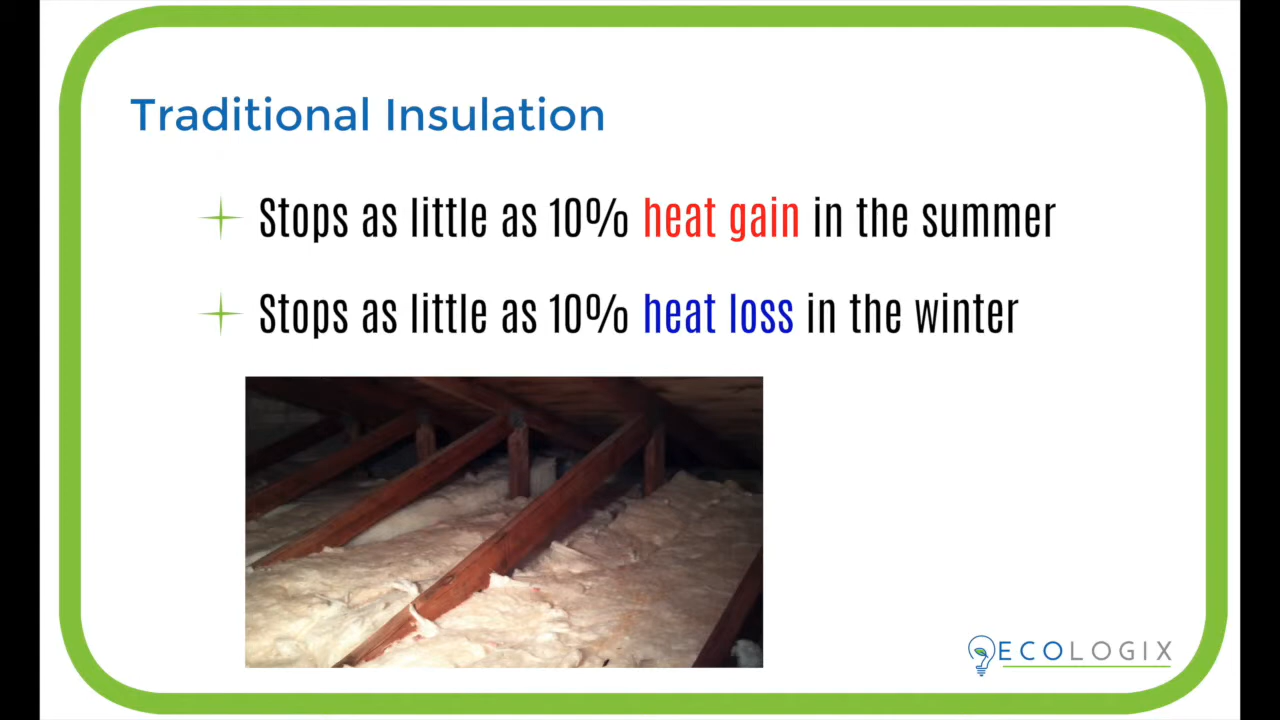 Traditional Insulation
Stops as little as 10% heat gain in the summer
Stops as little as 10% heat loss in the winter
ECOLOGIX